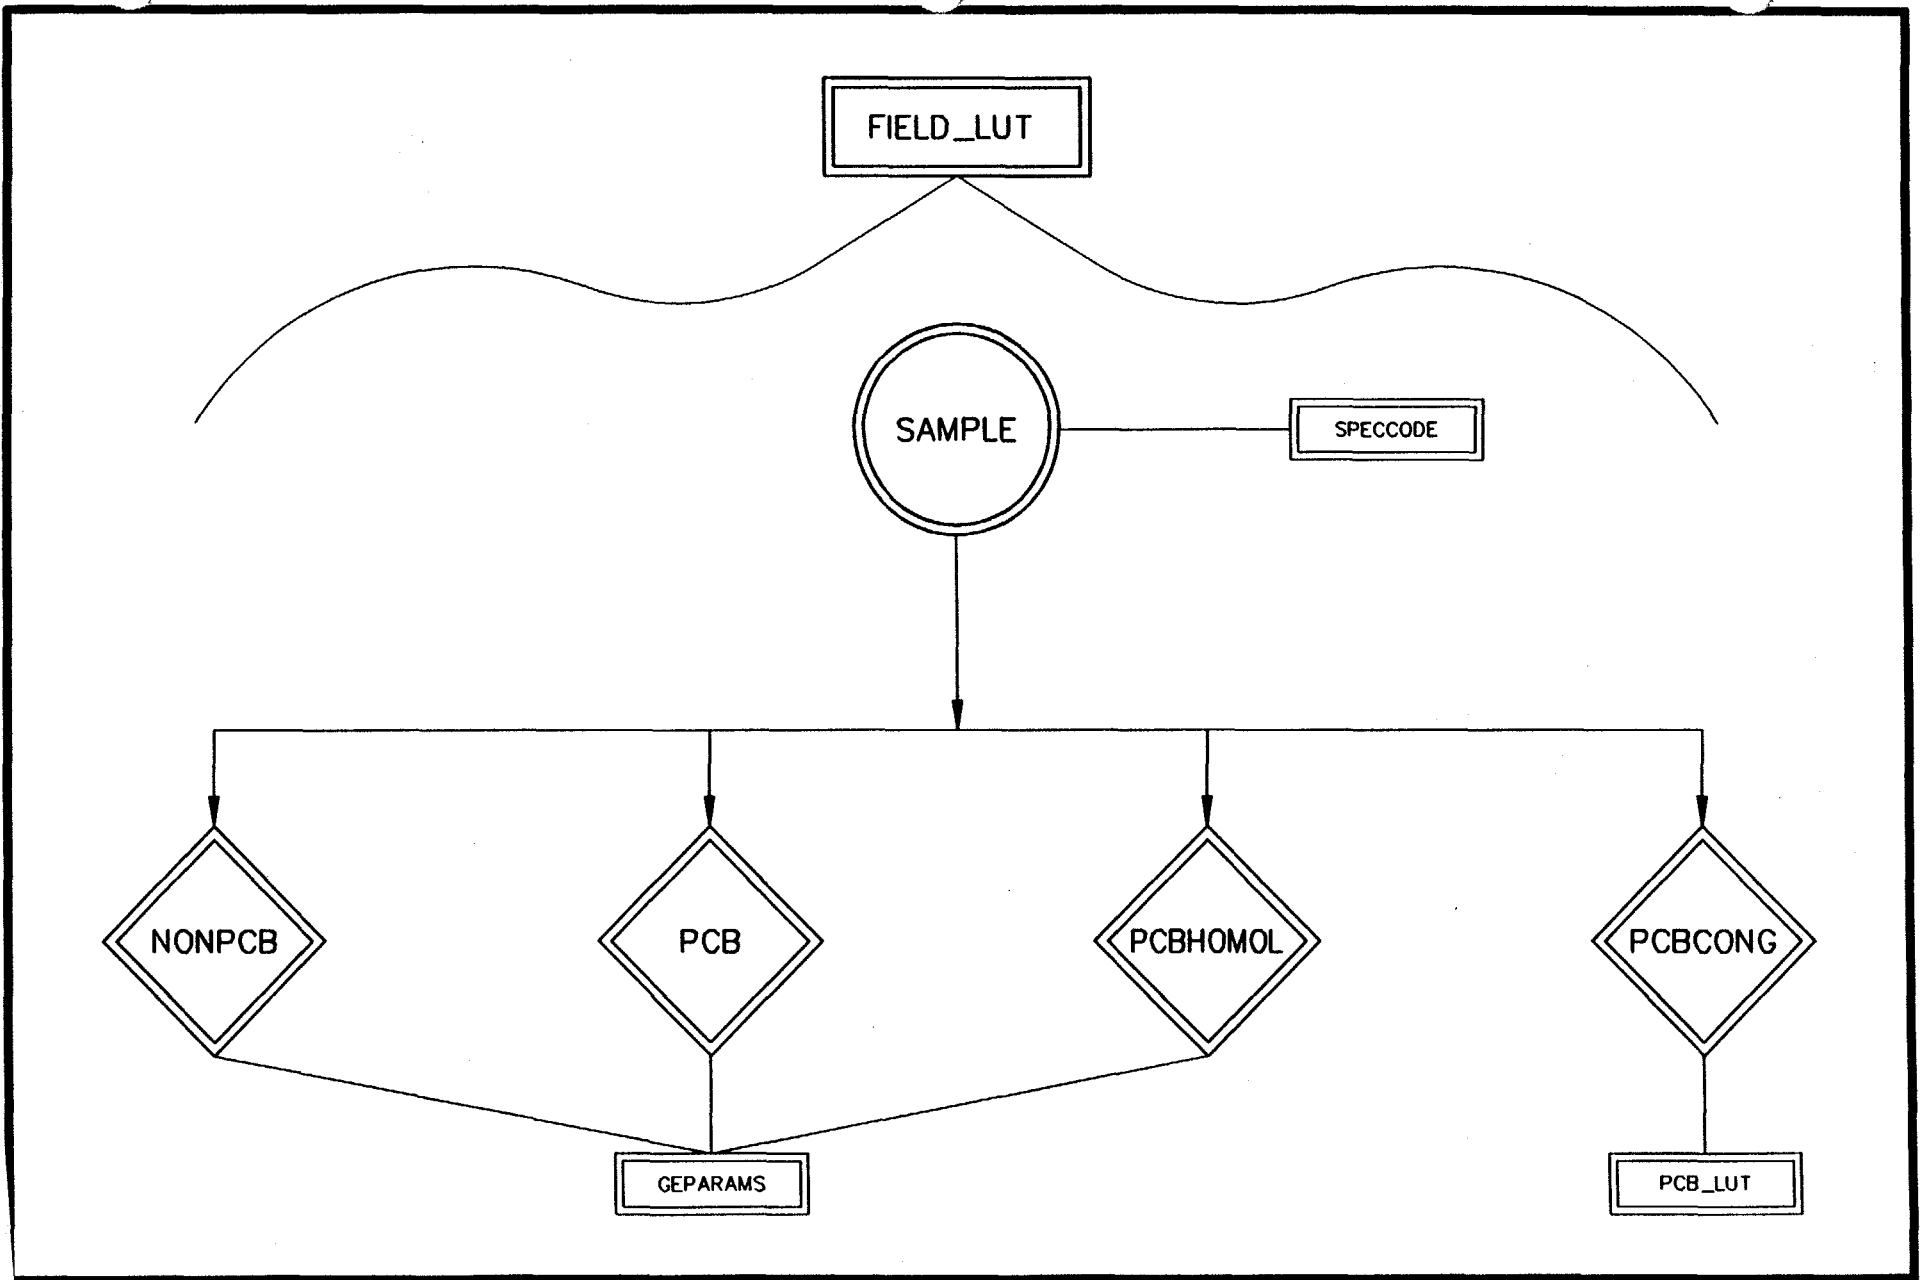 FIELD_LUT
SAMPLE
SPECCODE
NONPCB
PCB
PCBHOMOL
PCBCONG
GEPARAMS
PCB_LUT